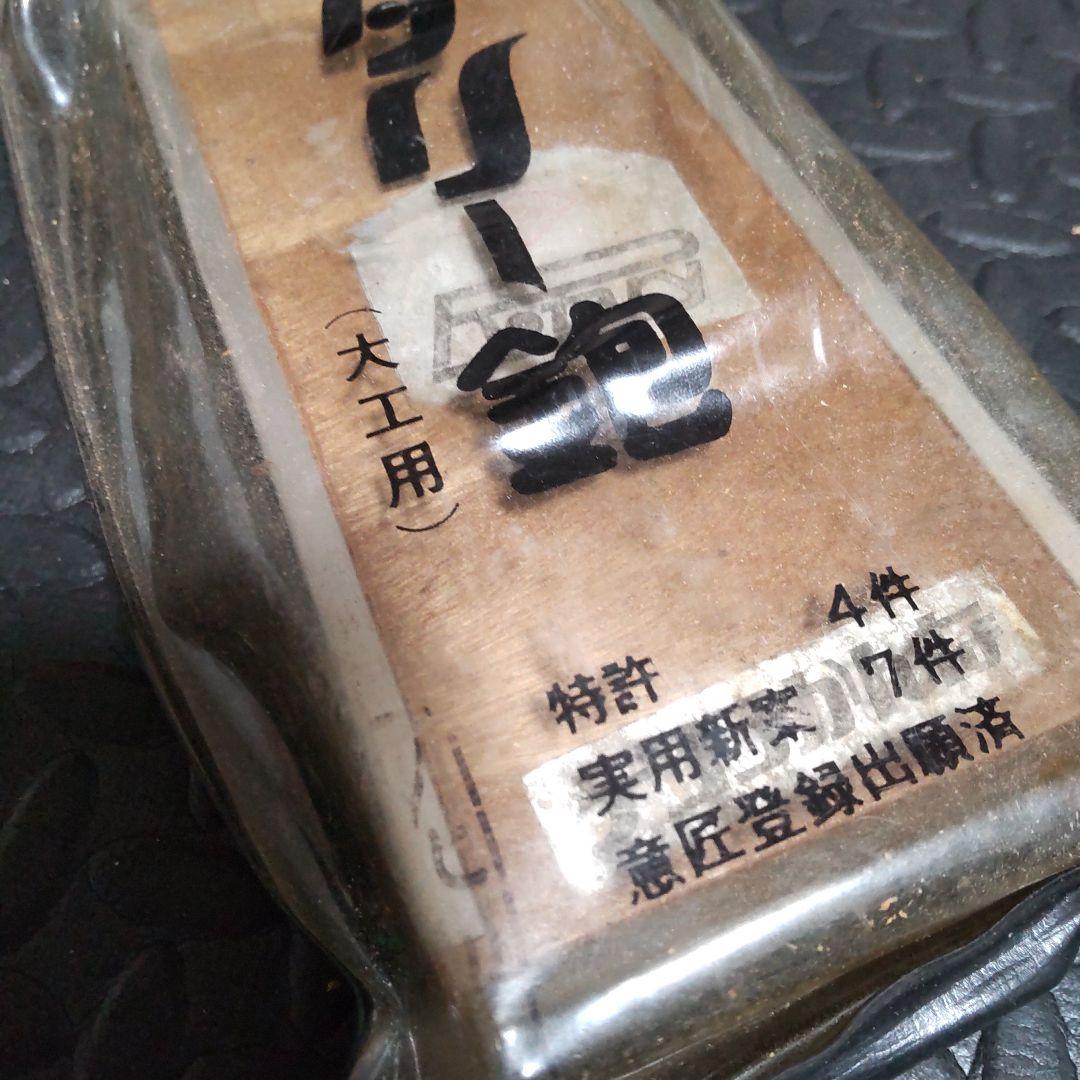 タリー鉋
(大工用)
特許 4件
実用新案 7件
意匠登録出願済